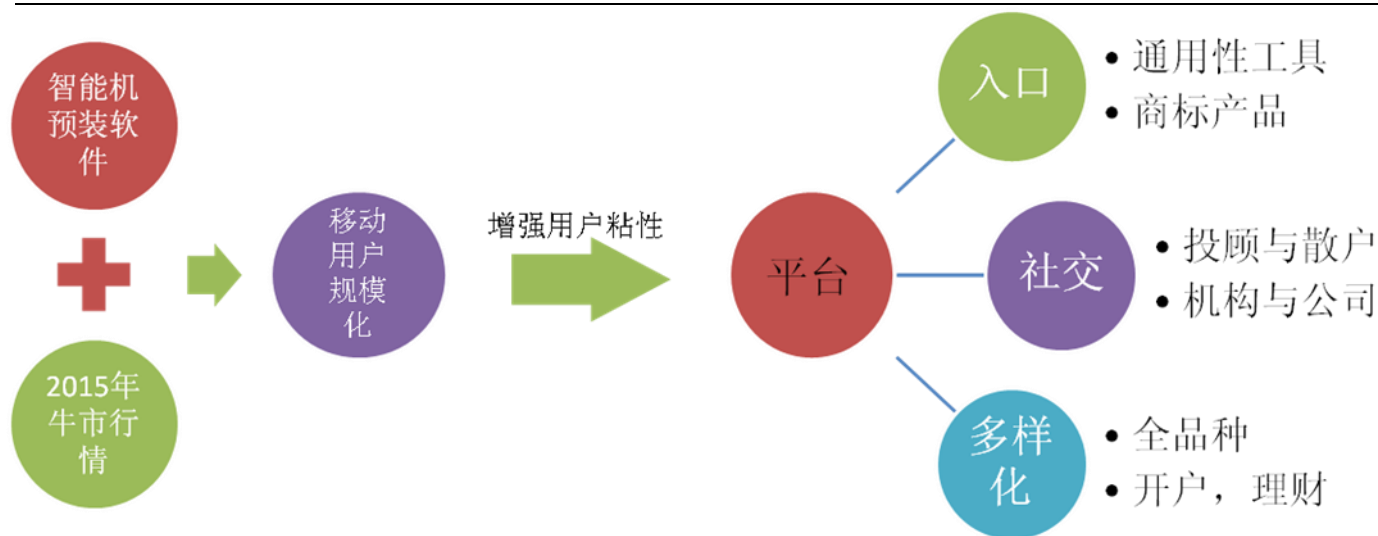 智能机
预装软
件
2015年
牛市行
情
移动
用户
规模
化
增强用户粘性
平台
入口
• 通用性工具
• 商标产品
社交
• 投顾与散户
• 机构与公司
多样
化
• 全品种
• 开户，理财